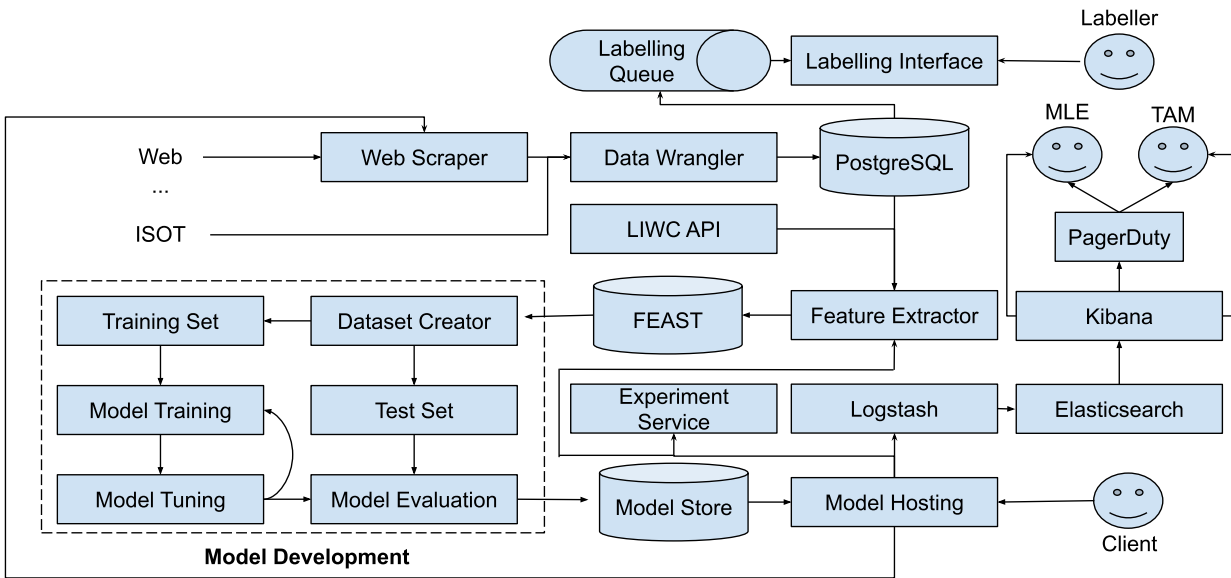 Labeller
Labelling
Queue
Labelling Interface
MLE
TAM
Web
...
ISOT
Web Scraper
Data Wrangler
PostgreSQL
LIWC API
PagerDuty
Training Set
Dataset Creator
FEAST
Feature Extractor
Kibana
Model Training
Test Set
Experiment
Service
Logstash
Elasticsearch
Model Tuning
Model Evaluation
Model Store
Model Hosting
Client
Model Development